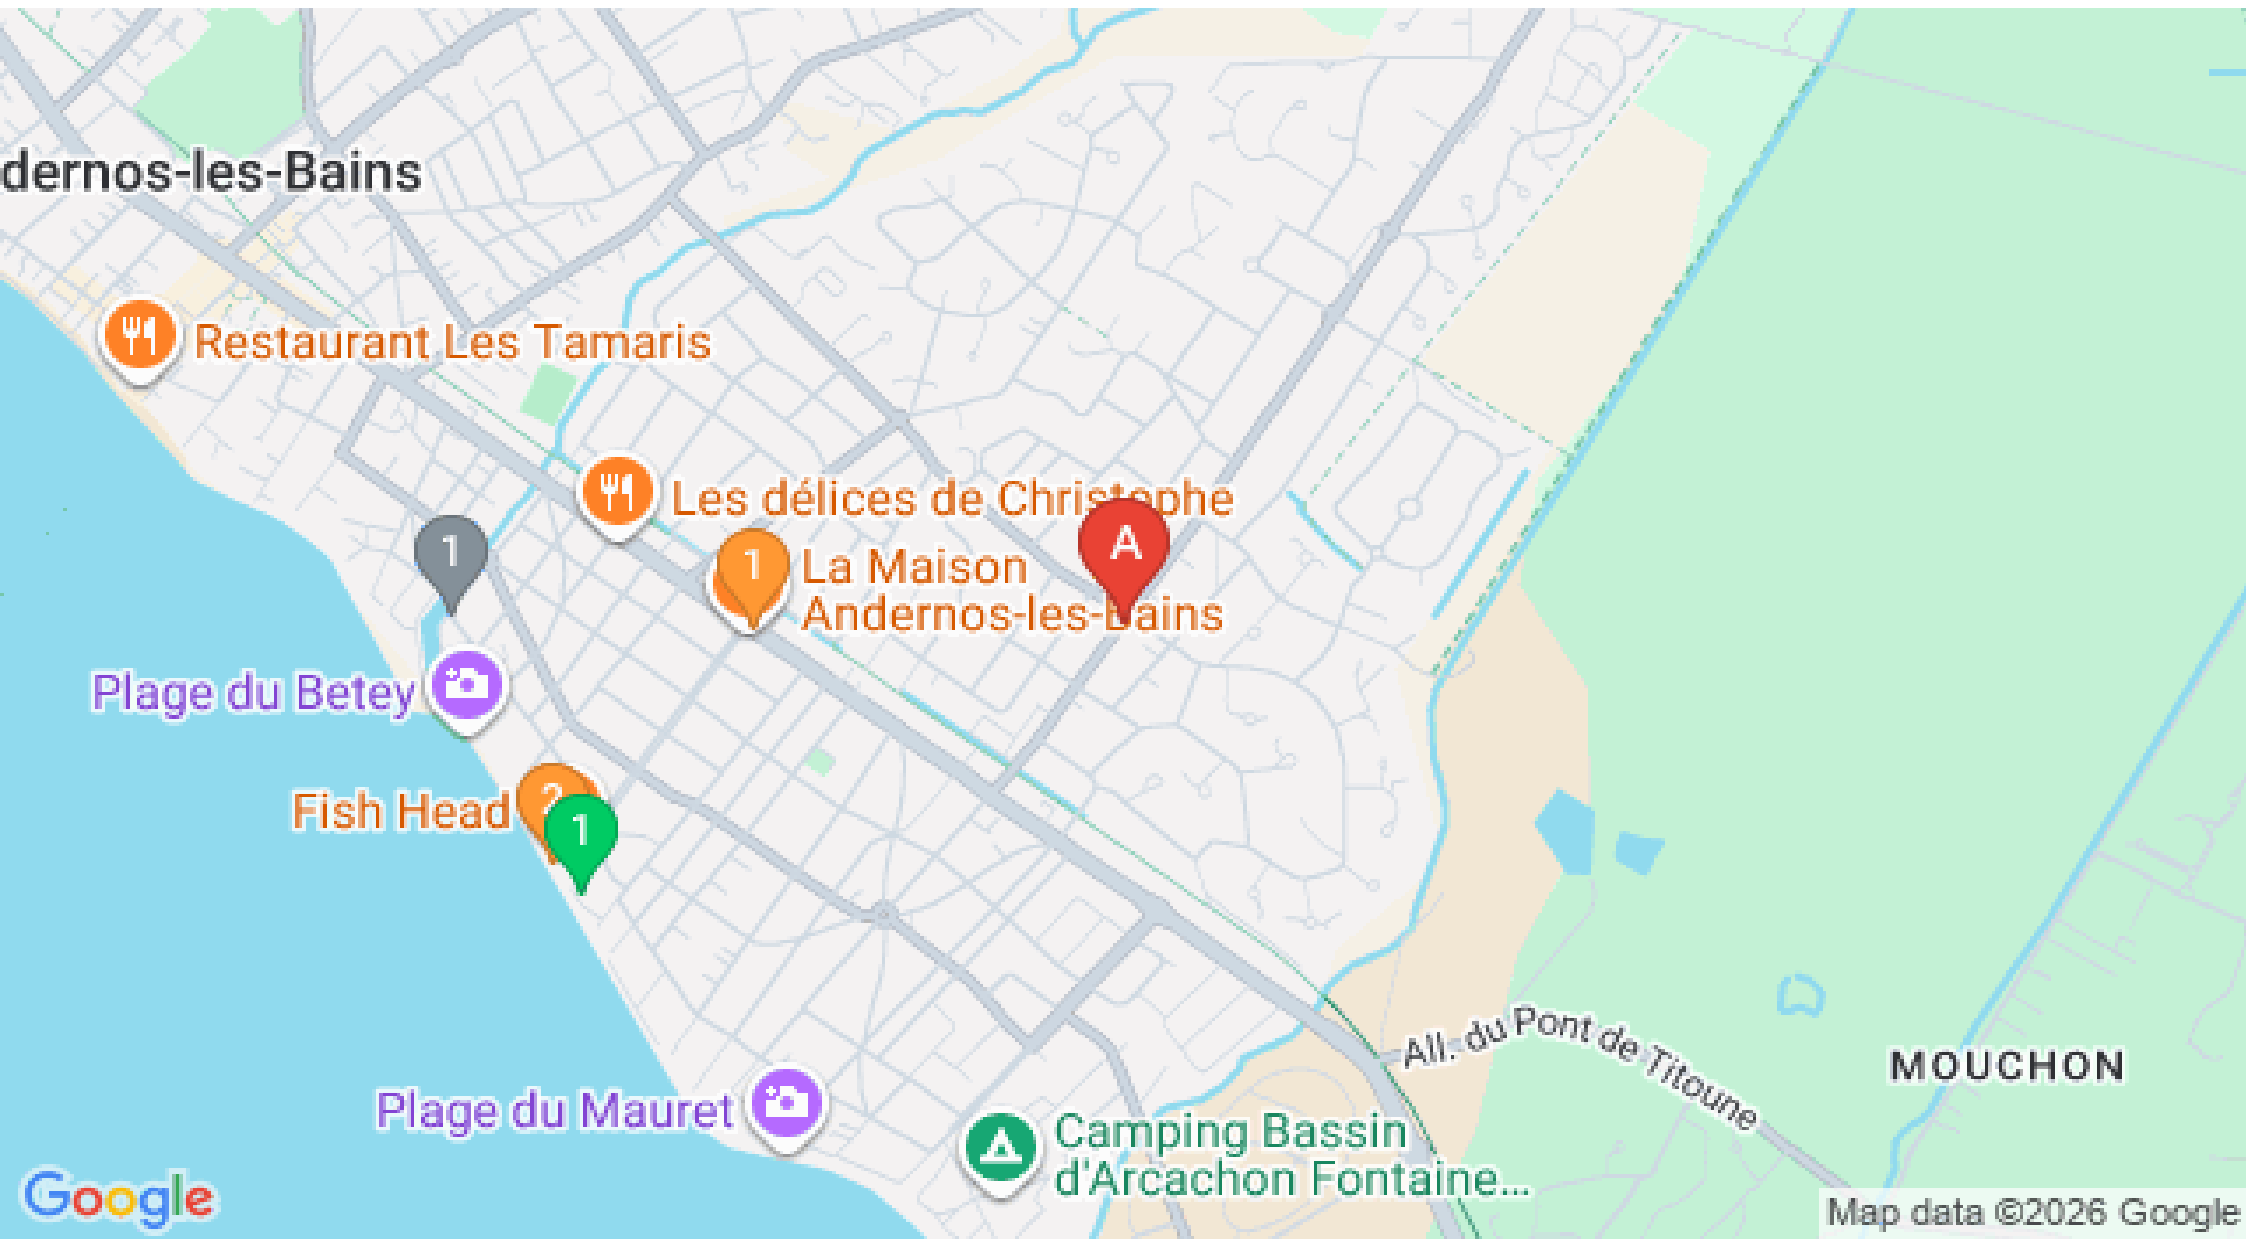 dernos-les-Bains
Restaurant Les Tamaris
Les délices de Christophe
A
1
1
La Maison
Andernos-les-Bains
Plage du Betey
Fish Head
2
1
All. du Pont de Titoune
MOUCHON
Plage du Mauret
Camping Bassin
d'Arcachon Fontaine...
Google
Map data ©2026 Google